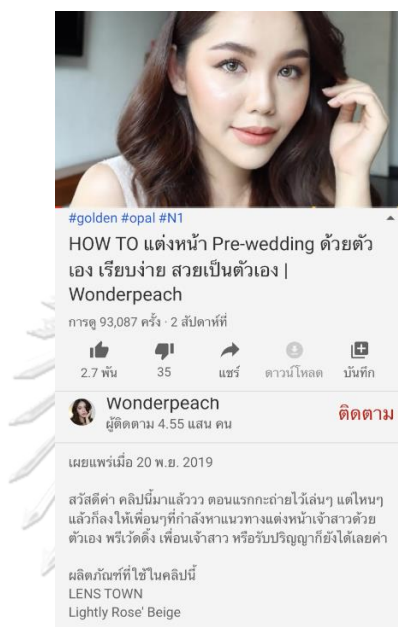 #golden #opal #N1
HOW TO แต่งหน้า Pre-wedding ด้วยตัว
เอง เรียบง่าย สวยเป็นตัวเอง |
Wonderpeach
การดู 93,087 ครั้ง · 2 สัปดาห์ที่
2.7 พัน 35 แชร์ ดาวน์โหลด บันทึก
Wonderpeach
ผู้ติดตาม 4.55 แสน คน
ติดตาม
เผยแพร่เมื่อ 20 พ.ย. 2019
สวัสดีค่า คลิปนี้มาแล้ววว ตอนแรกกะถ่ายไว้เล่นๆ แต่ไหนๆ
แล้วก็ลงให้เพื่อนๆที่กำลังหาแนวทางแต่งหน้าเจ้าสาวด้วย
ตัวเอง พรีเว้ดดิ้ง เพื่อนเจ้าสาว หรือรับปริญญาก็ยังได้เลยค่า
ผลิตภัณฑ์ที่ใช้ในคลิปนี้
LENS TOWN
Lightly Rose' Beige